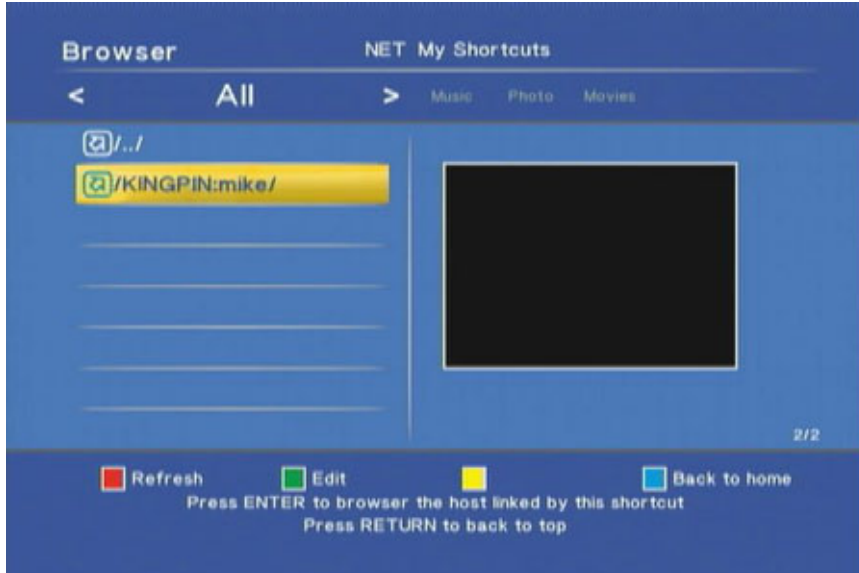 Browser NET My Shortcuts
< All > Music Photo Movies
/../
/KINGPIN:mike/
2/2
Refresh Edit Back to home
Press ENTER to browser the host linked by this shortcut
Press RETURN to back to top